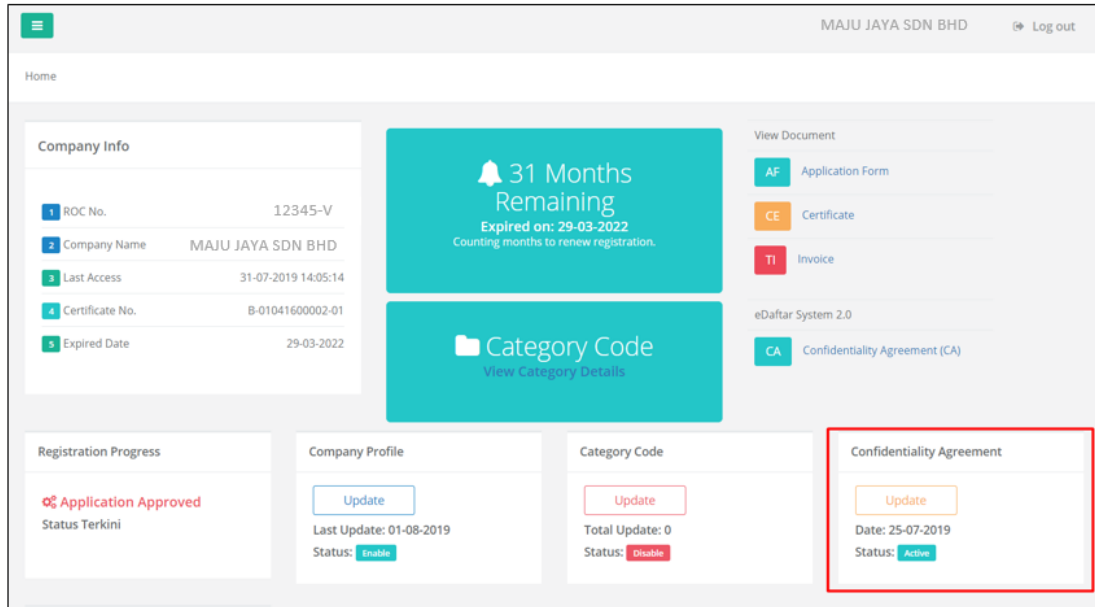 MAJU JAYA SDN BHD Log out
Home
Company Info
1 ROC No. 12345-V
2 Company Name MAJU JAYA SDN BHD
3 Last Access 31-07-2019 14:05:14
4 Certificate No. B-01041600002-01
5 Expired Date 29-03-2022
31 Months
Remaining
Expired on: 29-03-2022
Counting months to renew registration.
Category Code
View Category Details
View Document
AF Application Form
CE Certificate
TI Invoice
eDaftar System 2.0
CA Confidentiality Agreement (CA)
Registration Progress
Application Approved
Status Terkini
Company Profile
Update
Last Update: 01-08-2019
Status: Enable
Category Code
Update
Total Update: 0
Status: Disable
Confidentiality Agreement
Update
Date: 25-07-2019
Status: Active